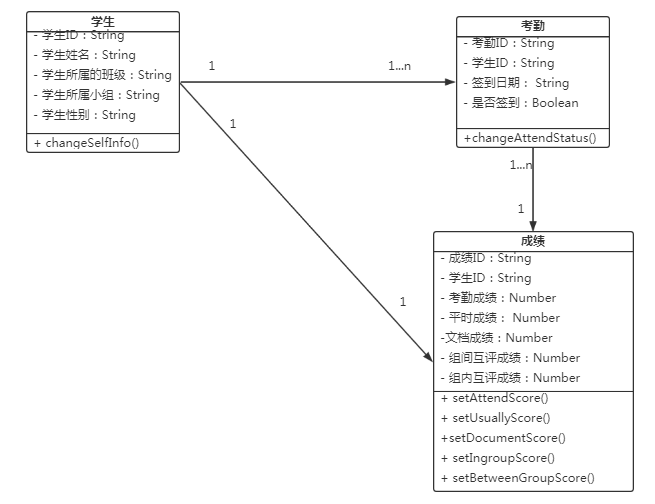 学生
- 学生ID：String
- 学生姓名：String
- 学生所属的班级：String
- 学生所属小组：String
- 学生性别：String
+ changeSelfInfo()
1
1...n
考勤
- 考勤ID：String
- 学生ID：String
- 签到日期： String
- 是否签到：Boolean
+changeAttendStatus()
1
1
1...n
1
成绩
- 成绩ID：String
- 学生ID：String
- 考勤成绩：Number
- 平时成绩： Number
-文档成绩：Number
- 组间互评成绩：Number
- 组内互评成绩：Number
+ setAttendScore()
+ setUsuallyScore()
+setDocumentScore()
+ setIngroupScore()
+ setBetweenGroupScore()